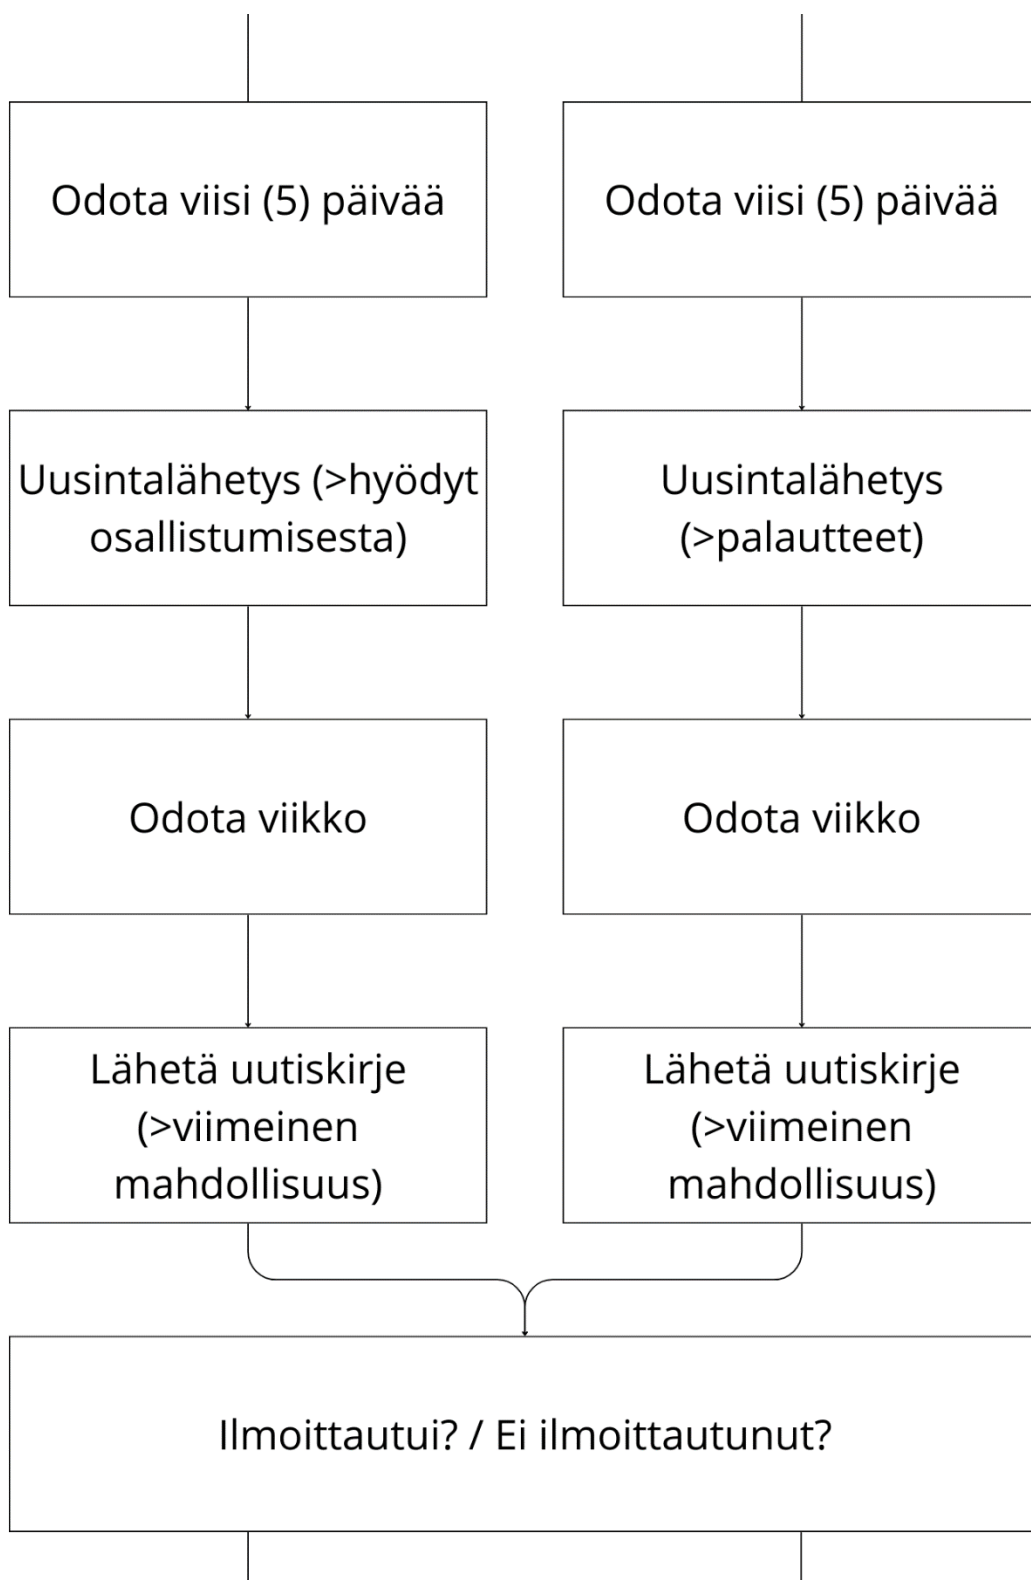 Odota viisi (5) päivää
Odota viisi (5) päivää
Uusintalähetys (>hyödyt
osallistumisesta)
Uusintalähetys
(>palautteet)
Odota viikko
Odota viikko
Lähetä uutiskirje
(>viimeinen
mahdollisuus)
Lähetä uutiskirje
(>viimeinen
mahdollisuus)
Ilmoittautui? / Ei ilmoittautunut?